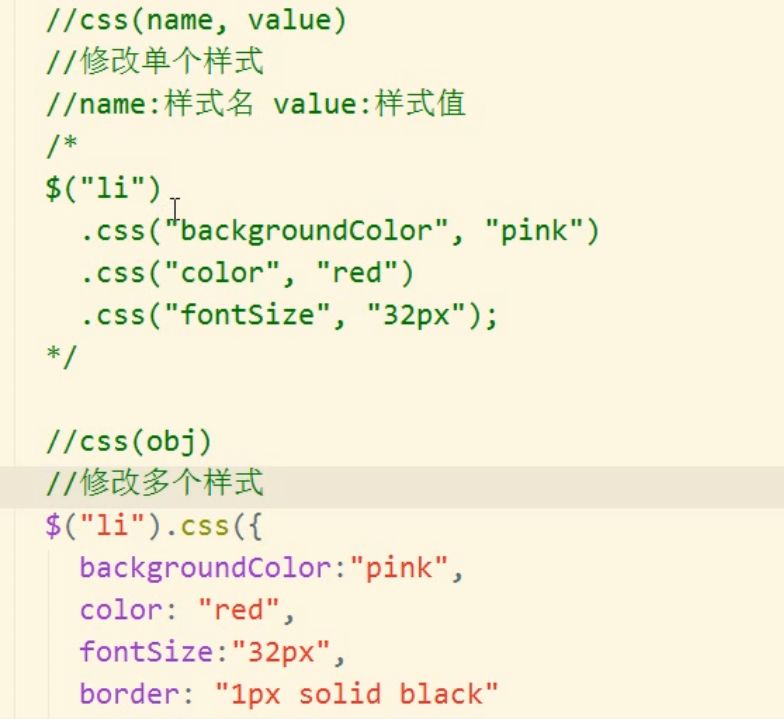 //css(name, value)
//修改单个样式
//name:样式名 value:样式值
/*
$("li")
.css("backgroundColor", "pink")
.css("color", "red")
.css("fontSize", "32px");
*/
//css(obj)
//修改多个样式
$("li").css({
backgroundColor:"pink",
color: "red",
fontSize:"32px",
border: "1px solid black"